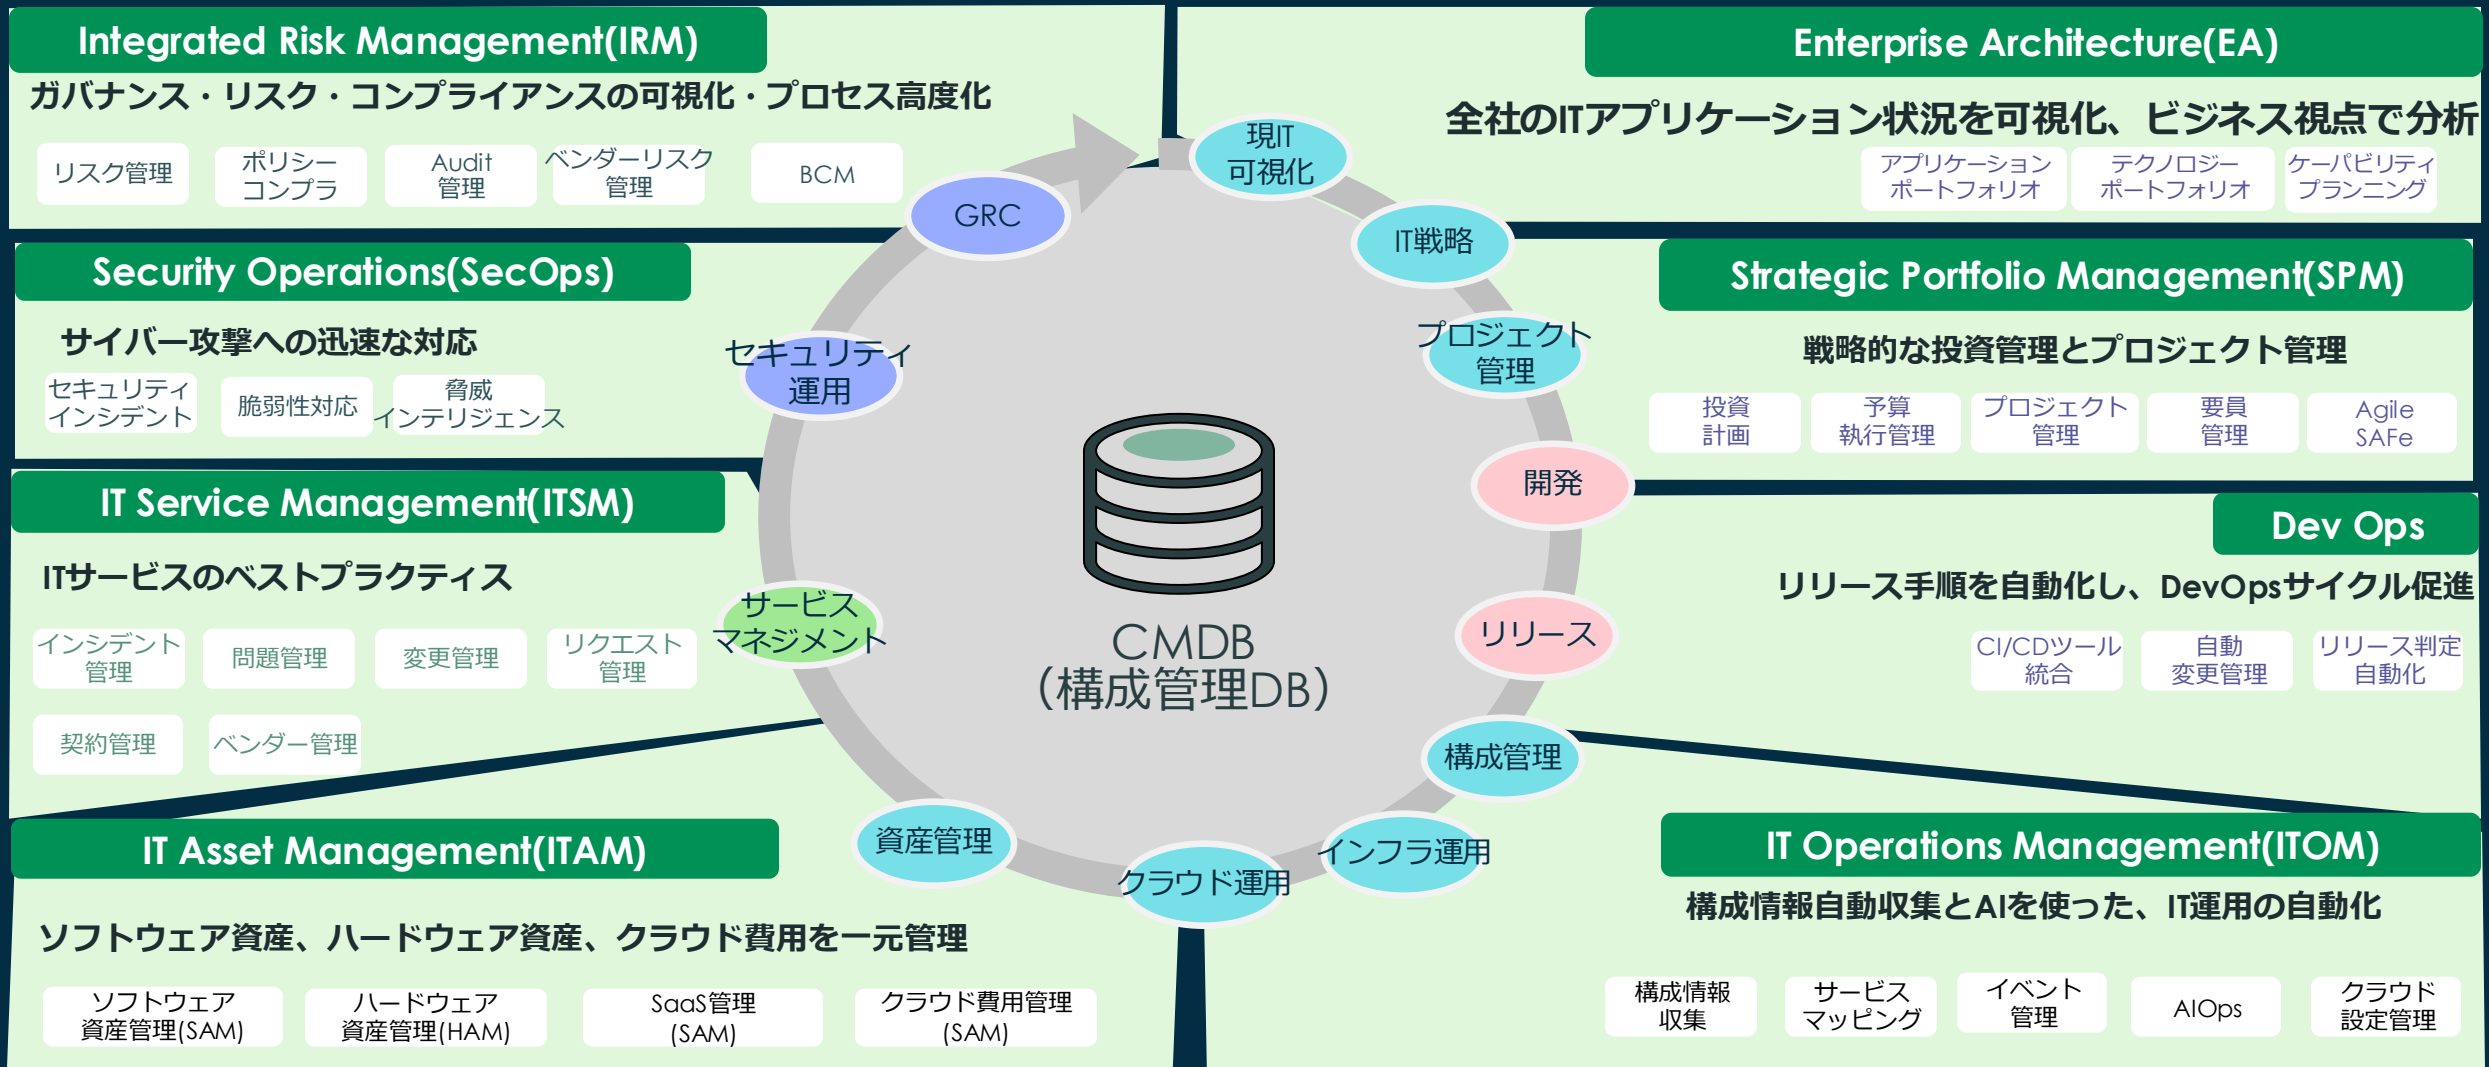 Integrated Risk Management(IRM)
ガバナンス・リスク・コンプライアンスの可視化・プロセス高度化
リスク管理
ポリシー
コンプラ
Audit
管理
ベンダーリスク
管理
BCM
Enterprise Architecture(EA)
全社のITアプリケーション状況を可視化、ビジネス視点で分析
アプリケーション
ポートフォリオ
テクノロジー
ポートフォリオ
ケーパビリティ
プランニング
Security Operations(SecOps)
サイバー攻撃への迅速な対応
セキュリティ
インシデント
脆弱性対応
脅威
インテリジェンス
Strategic Portfolio Management(SPM)
戦略的な投資管理とプロジェクト管理
投資
計画
予算
執行管理
プロジェクト
管理
要員
管理
Agile
SAFe
IT Service Management(ITSM)
ITサービスのベストプラクティス
インシデント
管理
問題管理
変更管理
リクエスト
管理
契約管理
ベンダー管理
Dev Ops
リリース手順を自動化し、DevOpsサイクル促進
CI/CDツール
統合
自動
変更管理
リリース判定
自動化
IT Asset Management(ITAM)
ソフトウェア資産、ハードウェア資産、クラウド費用を一元管理
ソフトウェア
資産管理(SAM)
ハードウェア
資産管理(HAM)
SaaS管理
(SAM)
クラウド費用管理
(SAM)
IT Operations Management(ITOM)
構成情報自動収集とAIを使った、IT運用の自動化
構成情報
収集
サービス
マッピング
イベント
管理
AIOps
クラウド
設定管理
現IT
可視化
IT戦略
プロジェクト
管理
開発
リリース
構成管理
インフラ運用
クラウド運用
資産管理
サービス
マネジメント
セキュリティ
運用
GRC
CMDB
（構成管理DB）